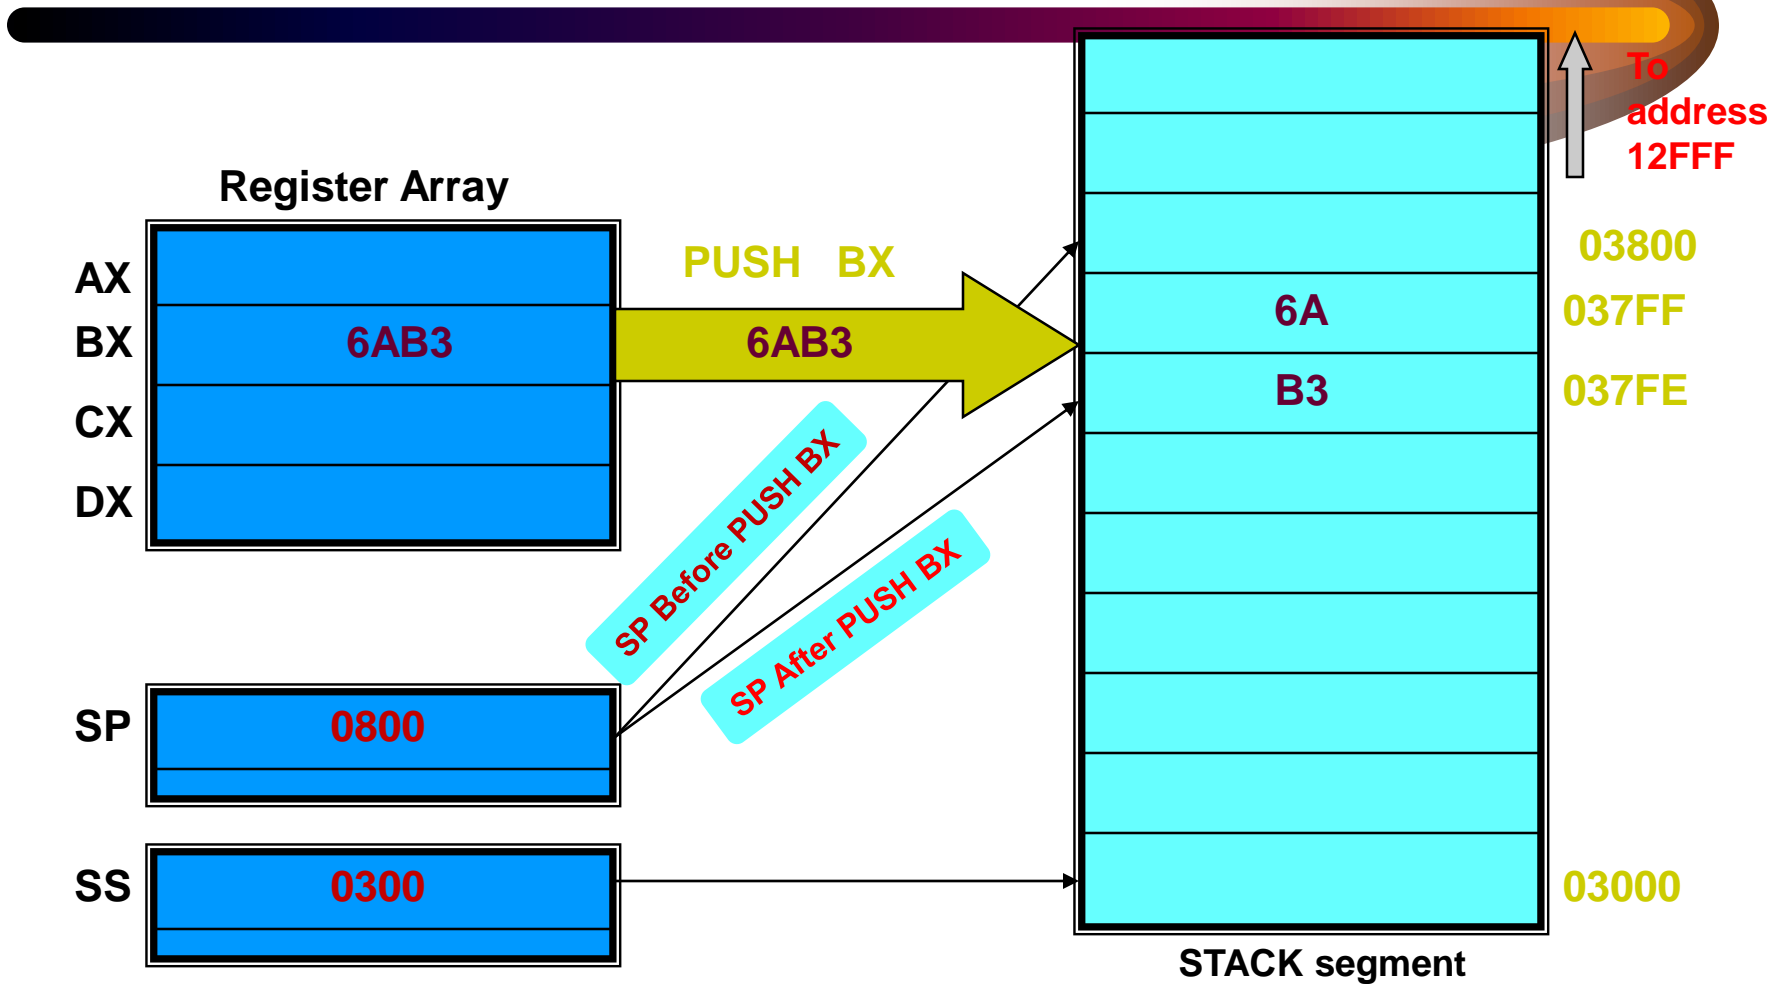 To
address
12FFF
Register Array
AX
BX
CX
DX
6AB3
PUSH BX
6AB3
SP Before PUSH BX
SP After PUSH BX
SP
0800
SS
0300
6A
B3
03800
037FF
037FE
03000
STACK segment